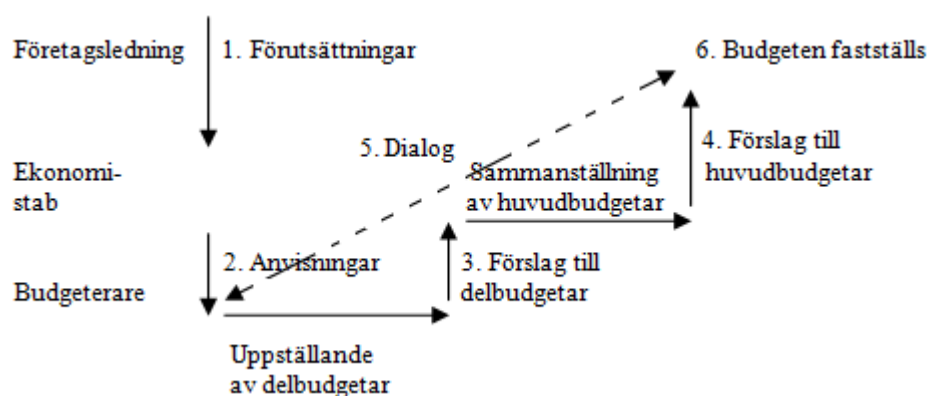 Företagsledning
1. Förutsättningar
6. Budgeten fastställs
5. Dialog
4. Förslag till
huvudbudgetar
Ekonomi-
stab
Sammanställning
av huvudbudgetar
2. Anvisningar
3. Förslag till
delbudgetar
Budgeterare
Uppställande
av delbudgetar